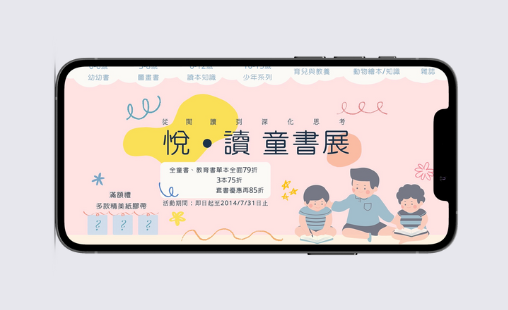 幼幼書 圖畫書 讀本知識 少年系列 育兒與教養 動物繪本/知識 雜誌
從閱讀到深化思考
悅•讀 童書展
全童書、教育書單本全面79折
3本75折
套書優惠再85折
活動期間：即日起至2014/7/31日止
滿額禮
多款精美紙膠帶
? ? ?